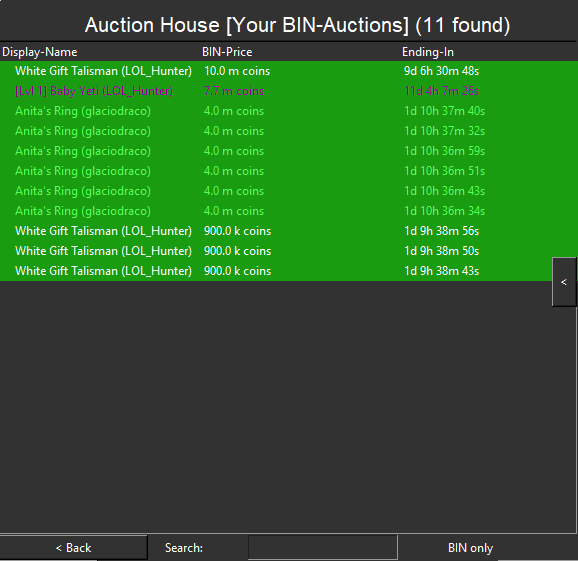 Auction House [Your BIN-Auctions] (11 found)
Display-Name BIN-Price Ending-In
White Gift Talisman (LOL_Hunter) 10.0 m coins 9d 6h 30m 48s
[Lvl 1] Baby Yeti (LOL_Hunter) 7.7 m coins 11d 4h 7m 26s
Anita's Ring (glaciodraco) 4.0 m coins 1d 10h 37m 40s
Anita's Ring (glaciodraco) 4.0 m coins 1d 10h 37m 32s
Anita's Ring (glaciodraco) 4.0 m coins 1d 10h 36m 59s
Anita's Ring (glaciodraco) 4.0 m coins 1d 10h 36m 51s
Anita's Ring (glaciodraco) 4.0 m coins 1d 10h 36m 43s
Anita's Ring (glaciodraco) 4.0 m coins 1d 10h 36m 34s
White Gift Talisman (LOL_Hunter) 900.0 k coins 1d 9h 38m 56s
White Gift Talisman (LOL_Hunter) 900.0 k coins 1d 9h 38m 50s
White Gift Talisman (LOL_Hunter) 900.0 k coins 1d 9h 38m 43s
<
< Back Search: BIN only